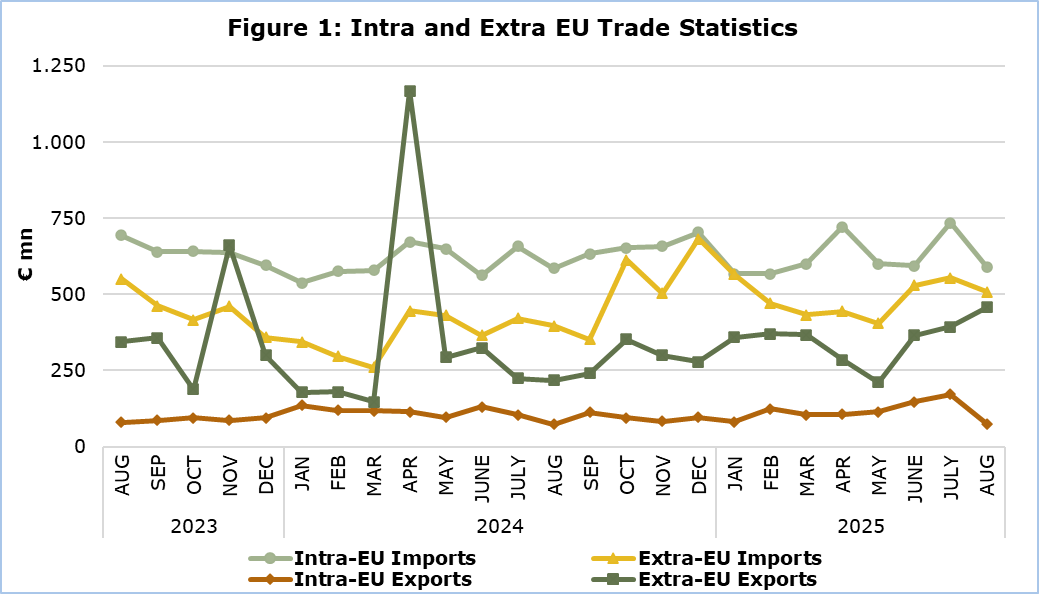 Figure 1: Intra and Extra EU Trade Statistics
1.250
1.000
750
500
250
0
€ mn
AUG SEP OCT NOV DEC JAN FEB MAR APR MAY JUNE JULY AUG SEP OCT NOV DEC JAN FEB MAR APR MAY JUNE JULY AUG
2023 2024 2025
Intra-EU Imports Extra-EU Imports
Intra-EU Exports Extra-EU Exports